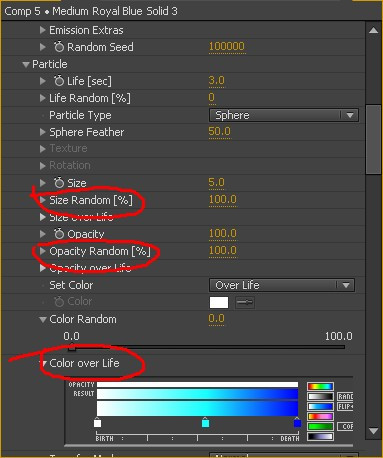 Comp 5 • Medium Royal Blue Solid 3
Emission Extras
Random Seed 100000
Particle
Life [sec] 3.0
Life Random [%] 0
Particle Type Sphere
Sphere Feather 50.0
Texture
Rotation
Size 5.0
Size Random [%] 100.0
Size over Life
Opacity 100.0
Opacity Random [%] 100.0
Opacity over Life
Set Color Over Life
Color
Color Random 0.0
0.0 100.0
Color over Life
OPACITY
RESULT
BIRTH DEATH